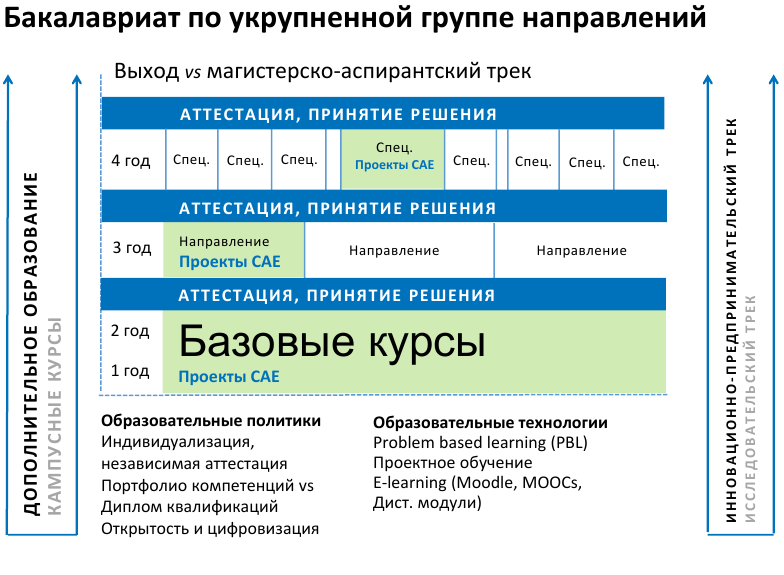 Бакалавриат по укрупненной группе направлений
Выход vs магистерско-аспирантский трек
АТТЕСТАЦИЯ, ПРИНЯТИЕ РЕШЕНИЯ
4 год
Спец.
Спец.
Спец.
Спец.
Проекты САЕ
Спец.
Спец.
Спец.
Спец.
АТТЕСТАЦИЯ, ПРИНЯТИЕ РЕШЕНИЯ
3 год
Направление
Проекты САЕ
Направление
Направление
АТТЕСТАЦИЯ, ПРИНЯТИЕ РЕШЕНИЯ
2 год
Базовые курсы
1 год
Проекты САЕ
ДОПОЛНИТЕЛЬНОЕ ОБРАЗОВАНИЕ
КАМПУСНЫЕ КУРСЫ
ИННОВАЦИОННО-ПРЕДПРИНИМАТЕЛЬСКИЙ ТРЕК
ИССЛЕДОВАТЕЛЬСКИЙ ТРЕК
Образовательные политики
Индивидуализация,
независимая аттестация
Портфолио компетенций vs
Диплом квалификаций
Открытость и цифровизация
Образовательные технологии
Problem based learning (PBL)
Проектное обучение
E-learning (Moodle, MOOCs,
Дист. модули)